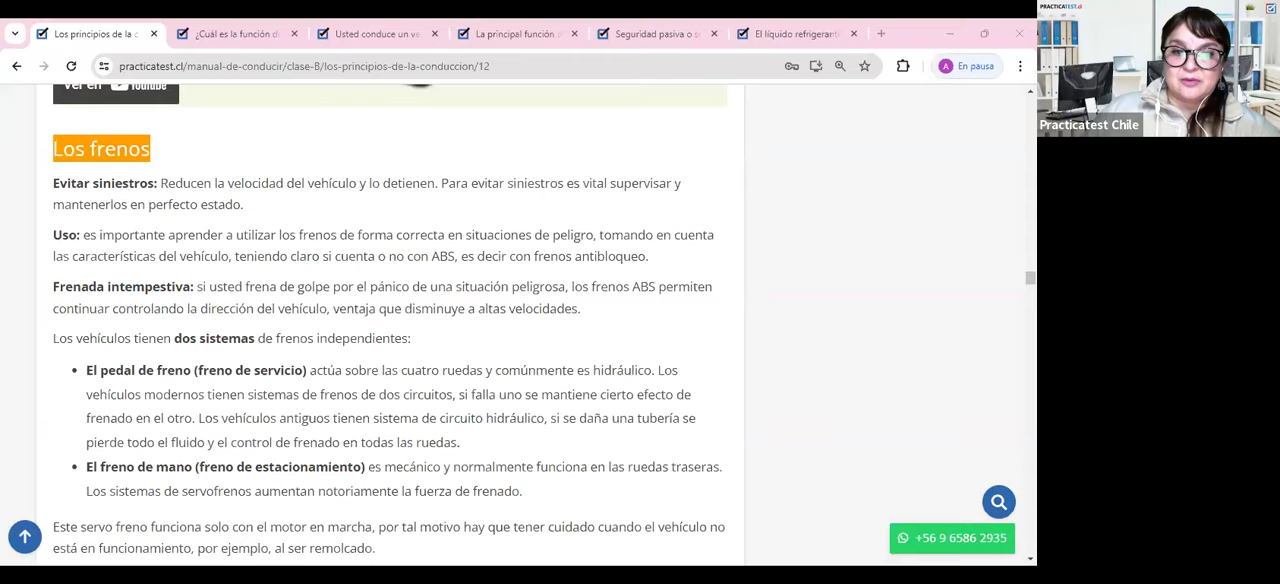 Los principios de la c
¿Cuál es la función d
Usted conduce un ve
La principal función
Seguridad pasiva o s
El líquido refrigerant
practicatest.cl/manual-de-conducir/clase-B/los-principios-de-la-conduccion/12
A
En pausa
PRACTICATEST.cl
Practicatest Chile
Ver en YouTube
Los frenos
Evitar siniestros: Reducen la velocidad del vehículo y lo detienen. Para evitar siniestros es vital supervisar y
mantenerlos en perfecto estado.
Uso: es importante aprender a utilizar los frenos de forma correcta en situaciones de peligro, tomando en cuenta
las características del vehículo, teniendo claro si cuenta o no con ABS, es decir con frenos antibloqueo.
Frenada intempestiva: si usted frena de golpe por el pánico de una situación peligrosa, los frenos ABS permiten
continuar controlando la dirección del vehículo, ventaja que disminuye a altas velocidades.
Los vehículos tienen dos sistemas de frenos independientes:
• El pedal de freno (freno de servicio) actúa sobre las cuatro ruedas y comúnmente es hidráulico. Los
vehículos modernos tienen sistemas de frenos de dos circuitos, si falla uno se mantiene cierto efecto de
frenado en el otro. Los vehículos antiguos tienen sistema de circuito hidráulico, si se daña una tubería se
pierde todo el fluido y el control de frenado en todas las ruedas.
• El freno de mano (freno de estacionamiento) es mecánico y normalmente funciona en las ruedas traseras.
Los sistemas de servofrenos aumentan notoriamente la fuerza de frenado.
Este servo freno funciona solo con el motor en marcha, por tal motivo hay que tener cuidado cuando el vehículo no
está en funcionamiento, por ejemplo, al ser remolcado.
+56 9 6586 2935